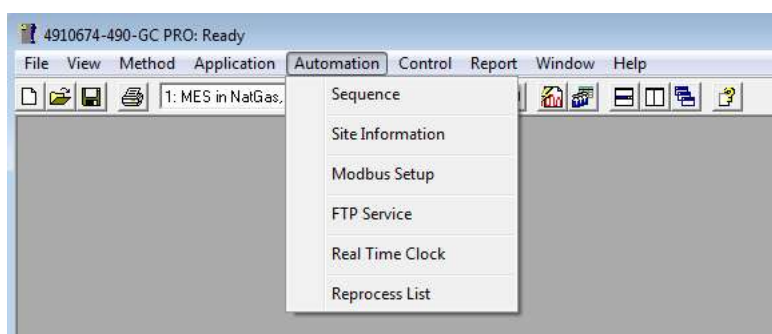 4910674-490-GC PRO: Ready
File View Method Application Automation Control Report Window Help
1: MES in NatGas,
Sequence
Site Information
Modbus Setup
FTP Service
Real Time Clock
Reprocess List